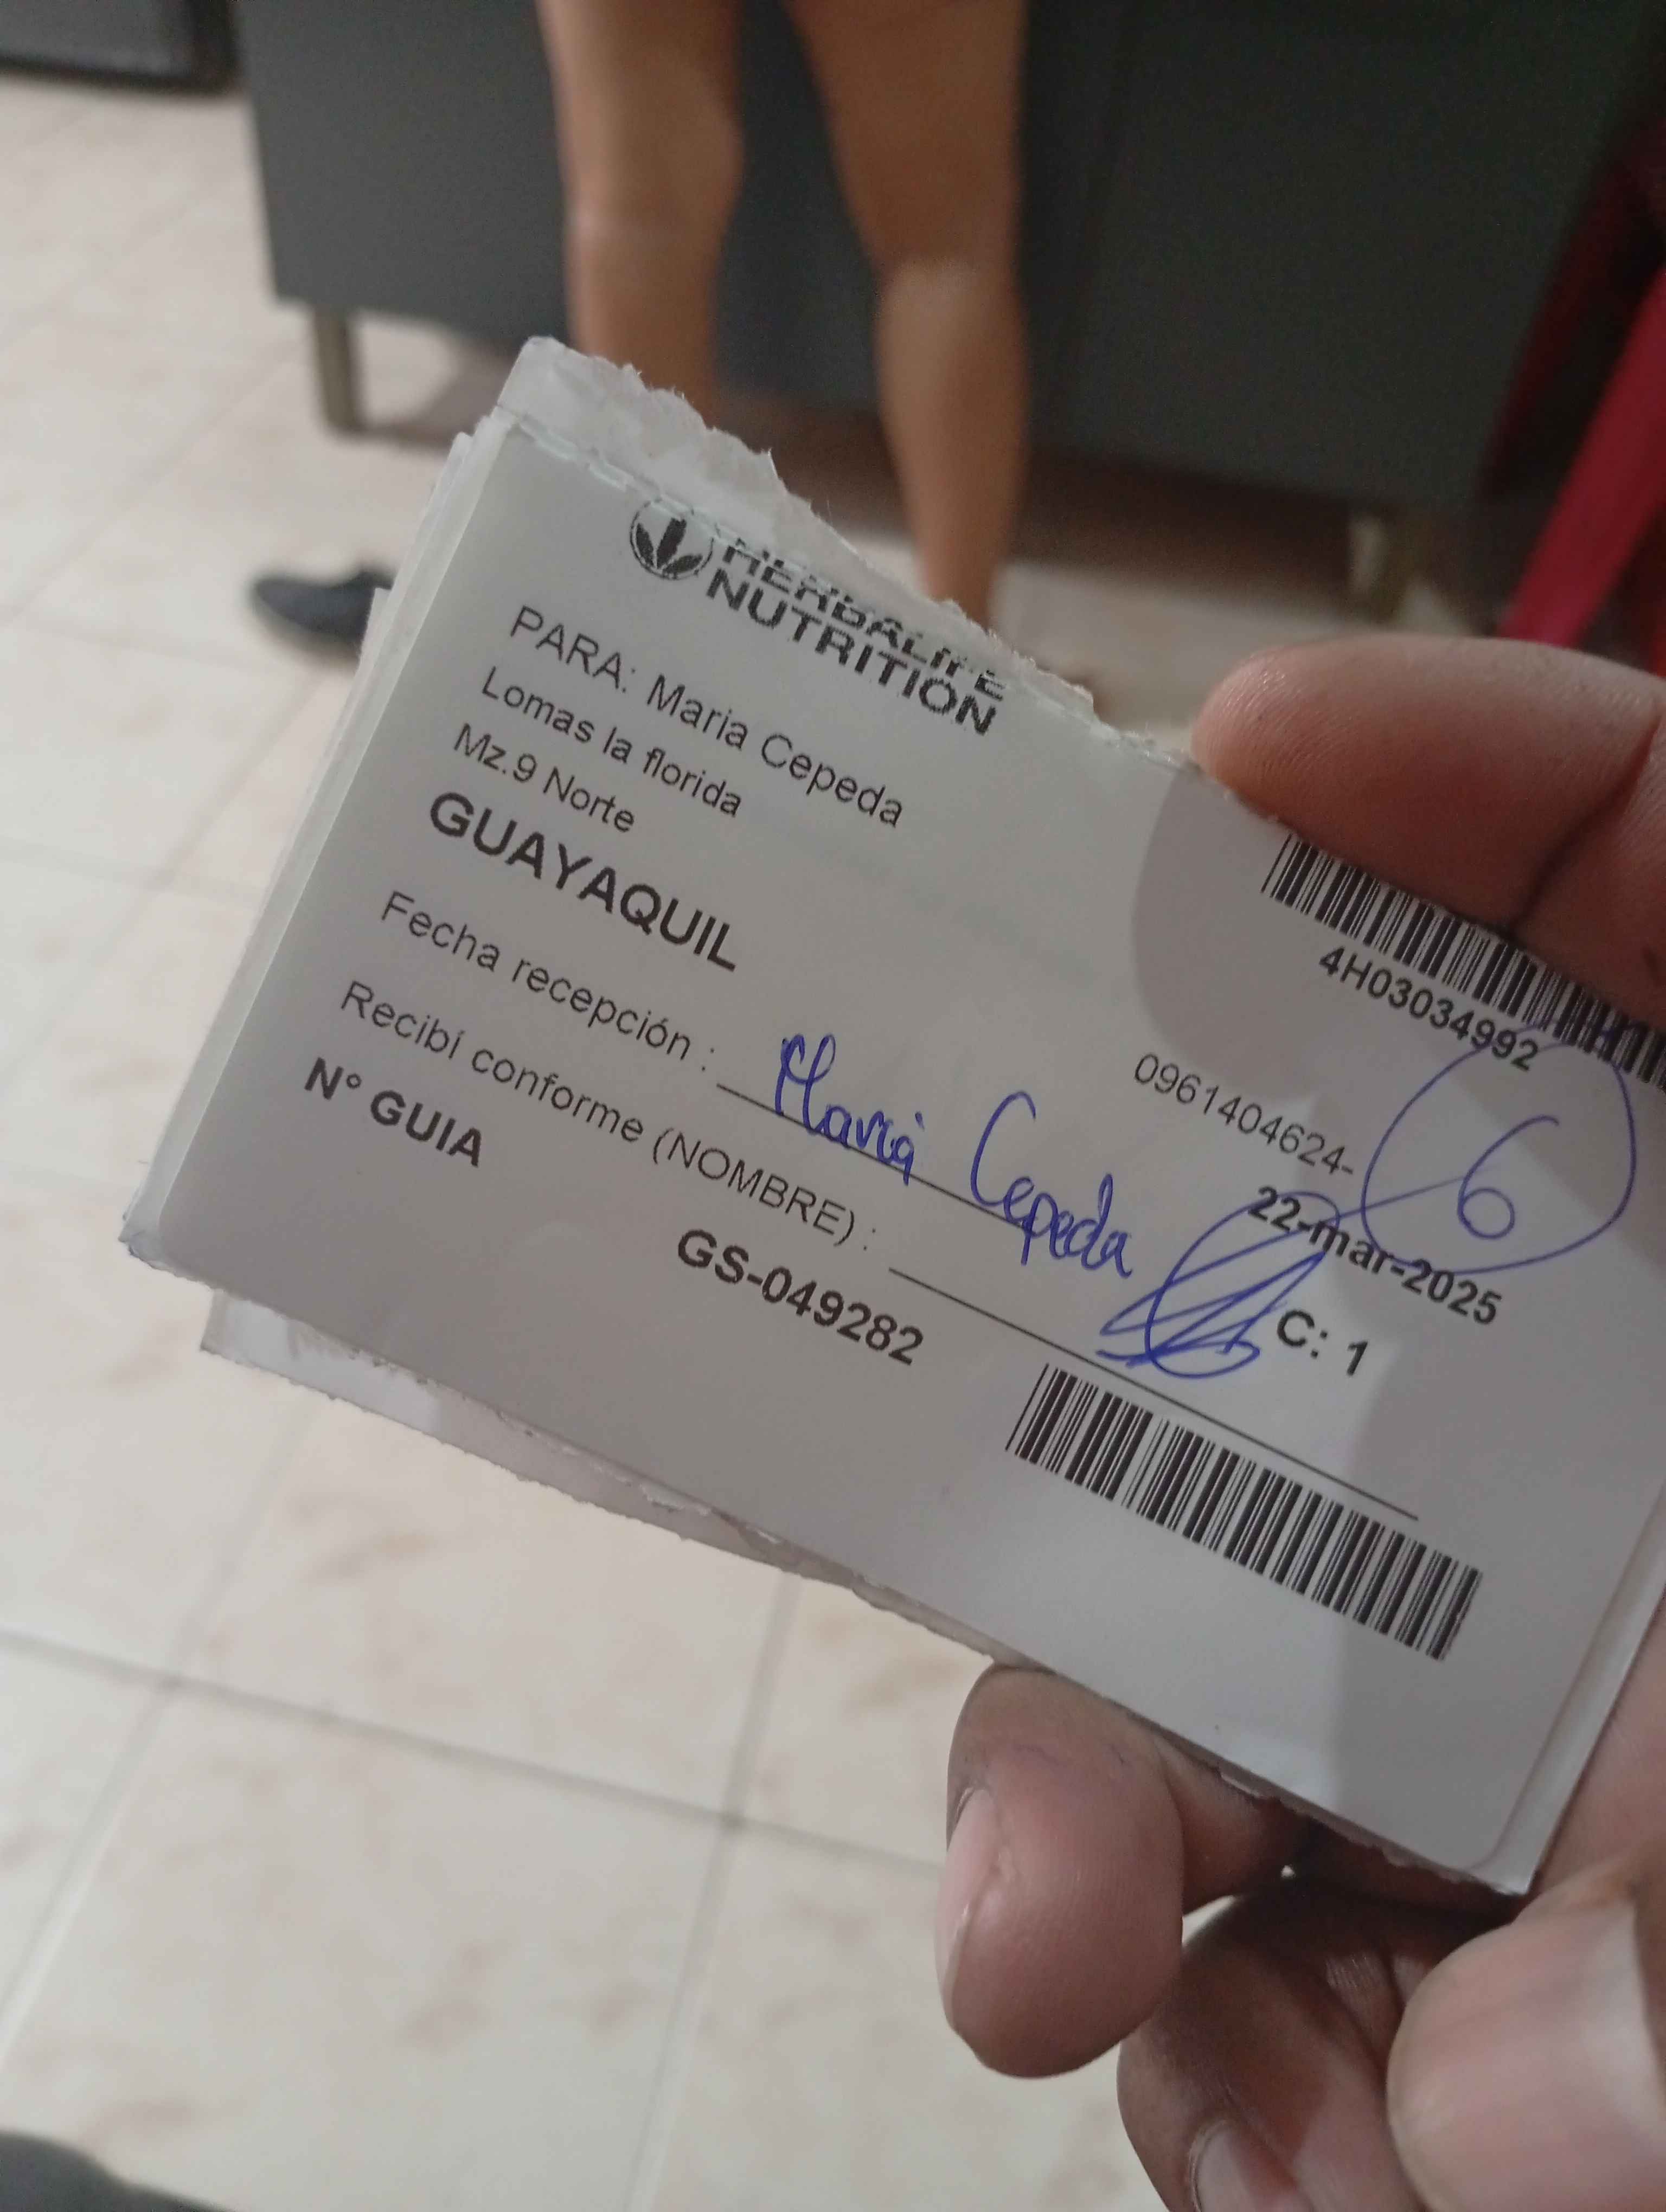 HERBALIFE
NUTRITION
PARA: Maria Cepeda
Lomas la florida
Mz.9 Norte
GUAYAQUIL
4H03034992
0961404624-
6
22-mar-2025
Fecha recepción : Maria Cepeda
C: 1
Recibí conforme (NOMBRE) :
N° GUIA
GS-049282